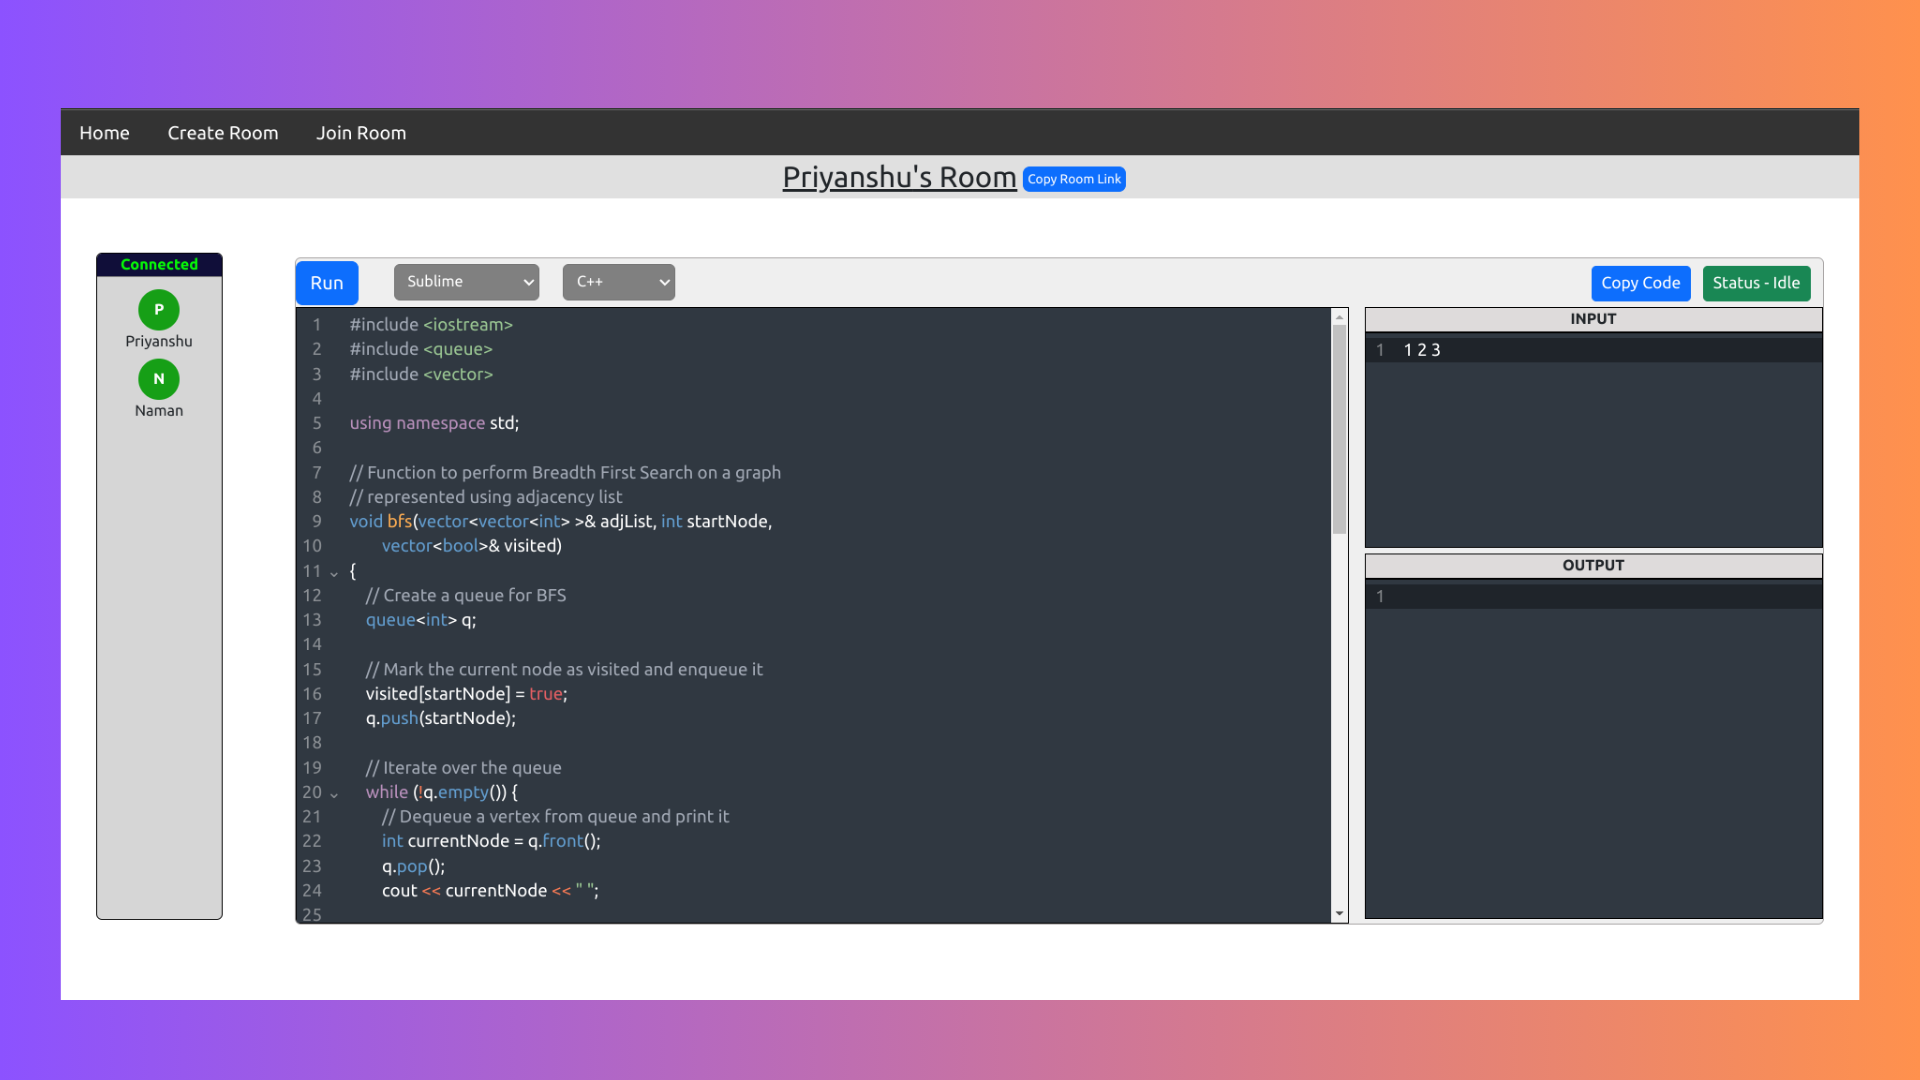 Home Create Room Join Room
Priyanshu's Room Copy Room Link
Connected
P
Priyanshu
N
Naman
Run Sublime C++ Copy Code Status - Idle
1 #include <iostream>
2 #include <queue>
3 #include <vector>
4
5 using namespace std;
6
7 // Function to perform Breadth First Search on a graph
8 // represented using adjacency list
9 void bfs(vector<vector<int> >& adjList, int startNode,
10 vector<bool>& visited)
11 {
12 // Create a queue for BFS
13 queue<int> q;
14
15 // Mark the current node as visited and enqueue it
16 visited[startNode] = true;
17 q.push(startNode);
18
19 // Iterate over the queue
20 while (!q.empty()) {
21 // Dequeue a vertex from queue and print it
22 int currentNode = q.front();
23 q.pop();
24 cout << currentNode << " ";
25
INPUT
1 1 2 3
OUTPUT
1